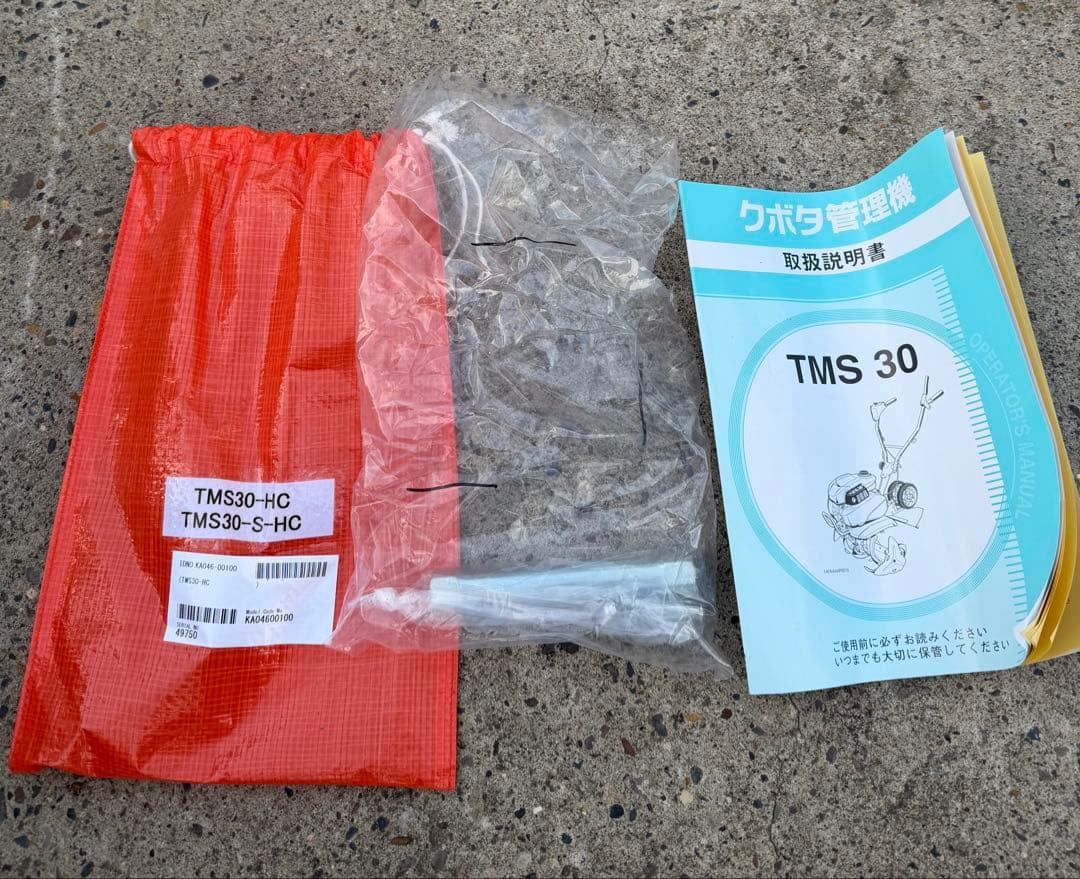 TMS30-HC
TMS30-S-HC
IDNO.KA046-00100
(TMS30-HC )
Model Code No
KA04600100
SERIAL NO
49750
クボタ管理機
取扱説明書
OPERATOR'S MANUAL
TMS 30
ご使用前に必ずお読みください
いつまでも大切に保管してください